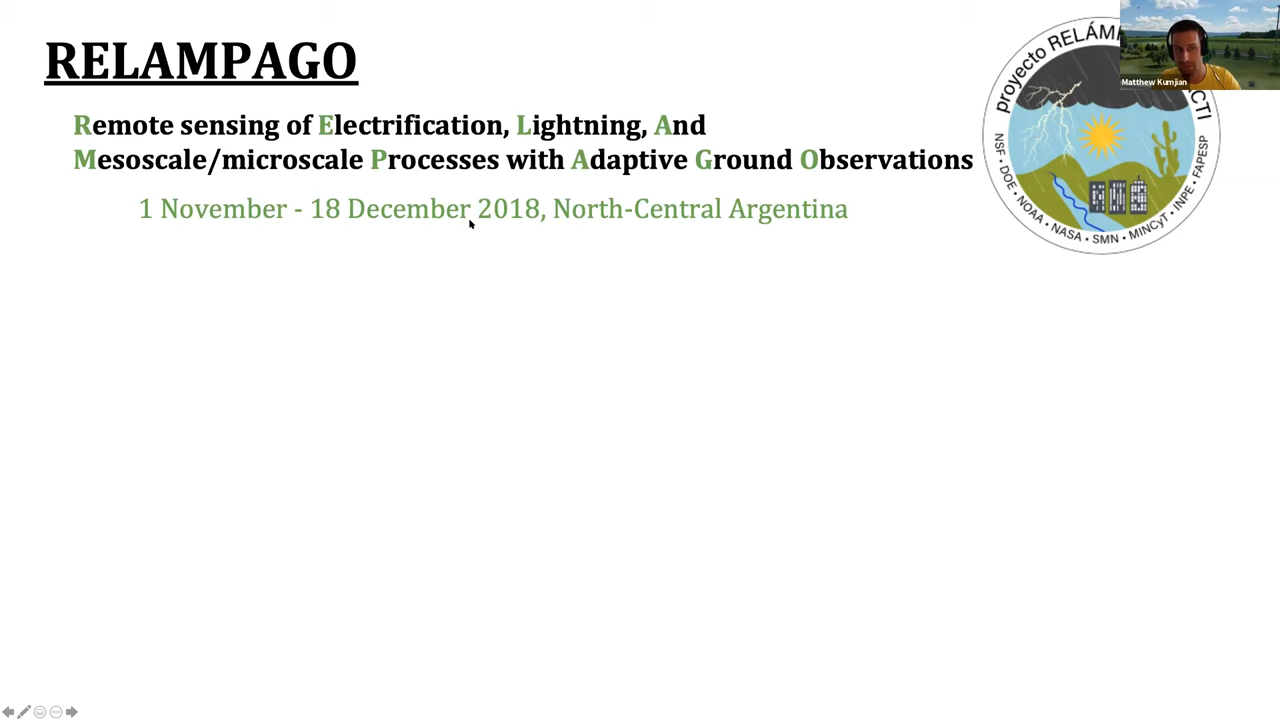 RELAMPAGO
Remote sensing of Electrification, Lightning, And
Mesoscale/microscale Processes with Adaptive Ground Observations
1 November - 18 December 2018, North-Central Argentina
proyecto RELÁMP
CTI
NSF • DOE • NOAA • NASA • SMN • MINCyT • INPE • FAPESP
Matthew Kumjian